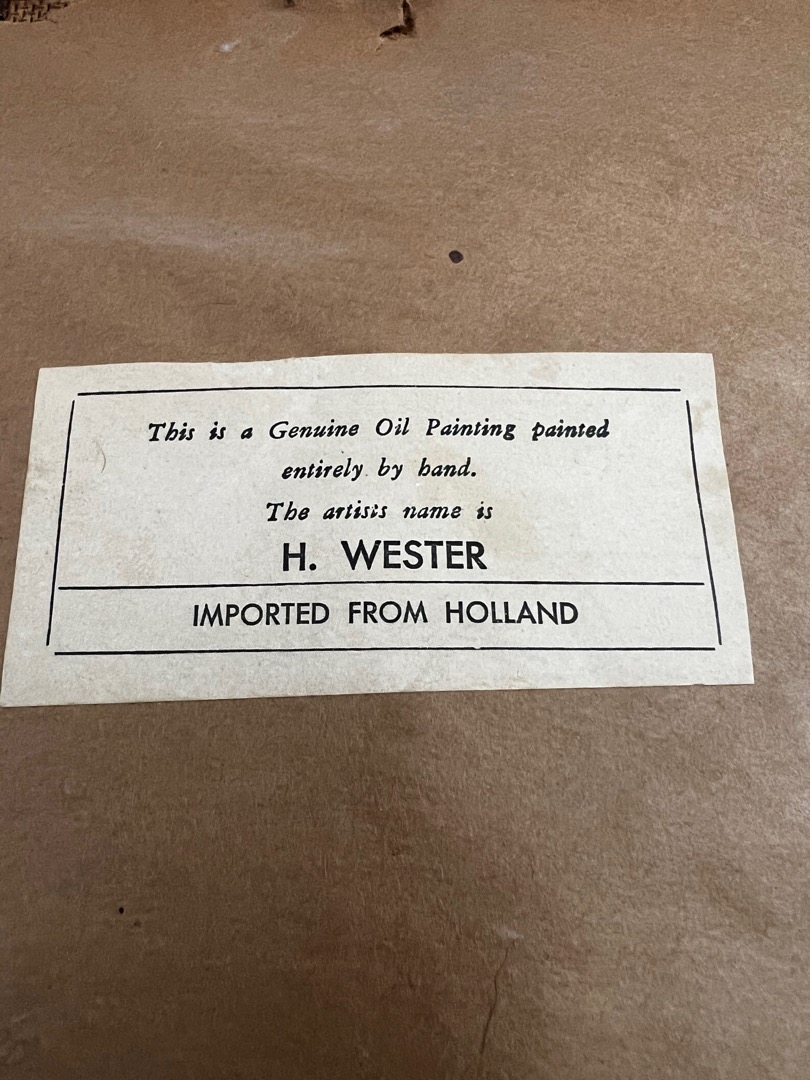 This is a Genuine Oil Painting painted
entirely by hand.
The artists name is
H. WESTER
IMPORTED FROM HOLLAND